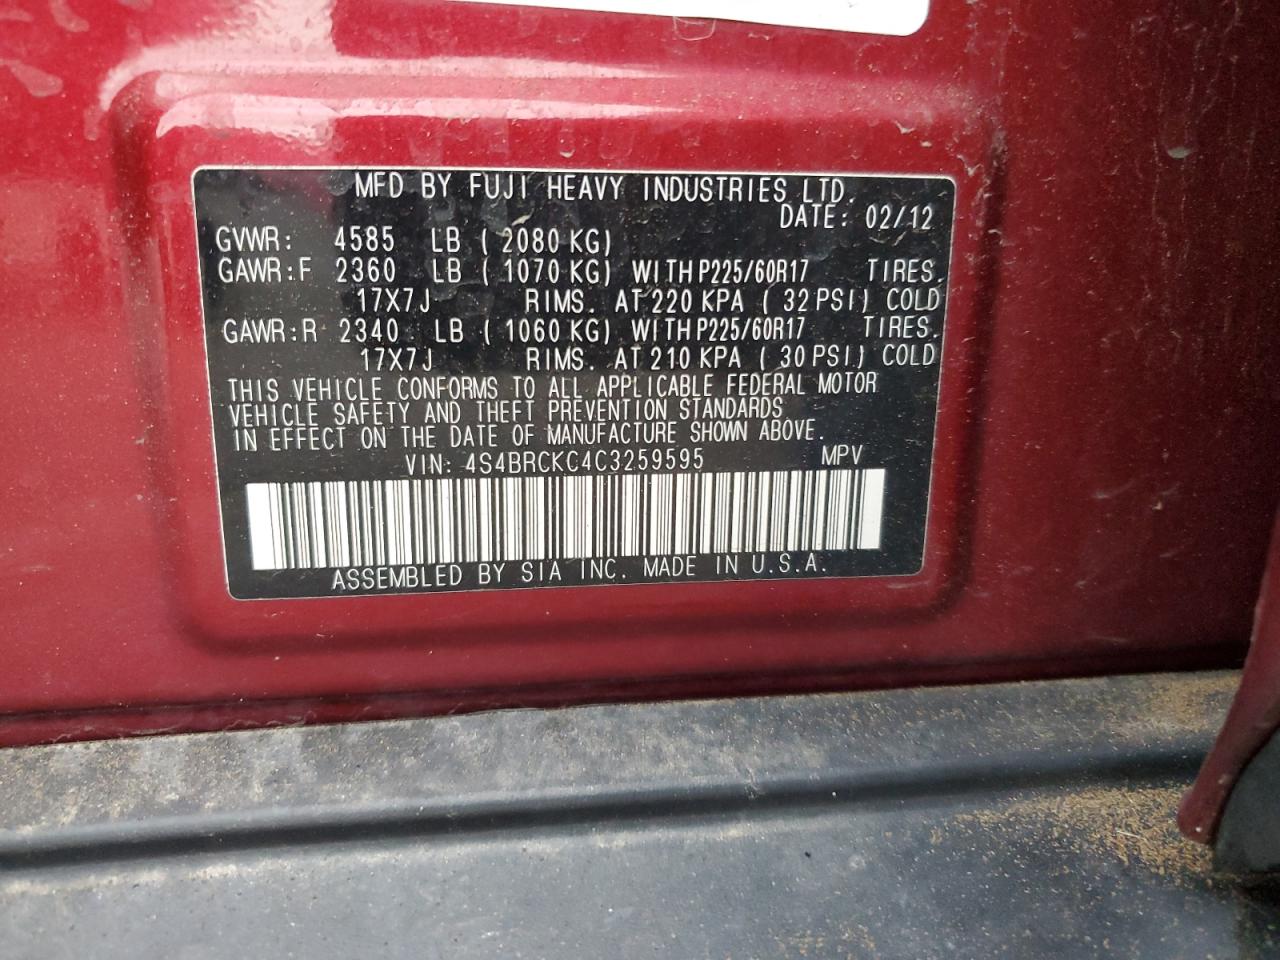 MFD BY FUJI HEAVY INDUSTRIES LTD.
DATE: 02/12
GVWR: 4585 LB ( 2080 KG)
GAWR:F 2360 LB ( 1070 KG) WITH P225/60R17 TIRES.
17X7J RIMS. AT 220 KPA ( 32 PSI) COLD
GAWR:R 2340 LB ( 1060 KG) WITH P225/60R17 TIRES.
17X7J RIMS. AT 210 KPA ( 30 PSI) COLD
THIS VEHICLE CONFORMS TO ALL APPLICABLE FEDERAL MOTOR
VEHICLE SAFETY AND THEFT PREVENTION STANDARDS
IN EFFECT ON THE DATE OF MANUFACTURE SHOWN ABOVE.
VIN: 4S4BRCKC4C3259595 MPV
ASSEMBLED BY SIA INC. MADE IN U.S.A.